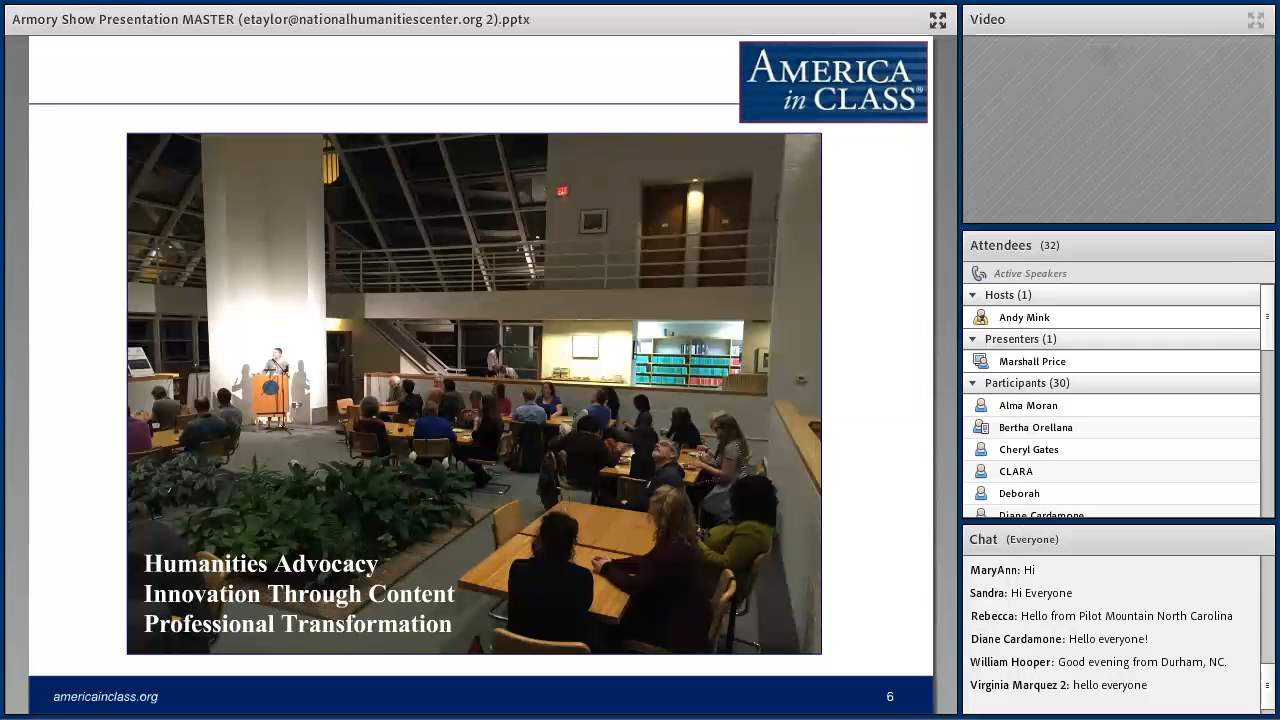 Armory Show Presentation MASTER (etaylor@nationalhumanitiescenter.org 2).pptx
AMERICA
in CLASS®
Humanities Advocacy
Innovation Through Content
Professional Transformation
americainclass.org
6
Video
Attendees (32)
Active Speakers
Hosts (1)
Andy Mink
Presenters (1)
Marshall Price
Participants (30)
Alma Moran
Bertha Orellana
Cheryl Gates
CLARA
Deborah
Diane Cardamone
Chat (Everyone)
MaryAnn: Hi
Sandra: Hi Everyone
Rebecca: Hello from Pilot Mountain North Carolina
Diane Cardamone: Hello everyone!
William Hooper: Good evening from Durham, NC.
Virginia Marquez 2: hello everyone